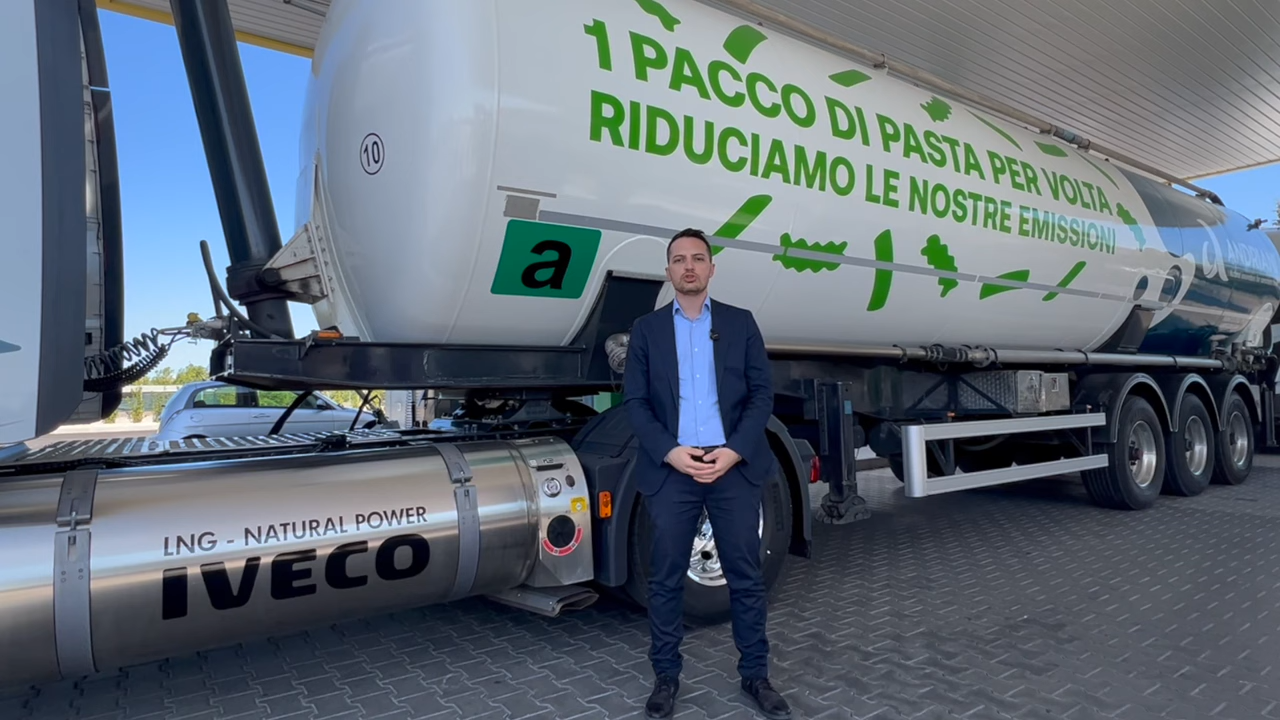 1 PACCO DI PASTA PER VOLTA
RIDUCIAMO LE NOSTRE EMISSIONI
10
a
LNG - NATURAL POWER
IVECO